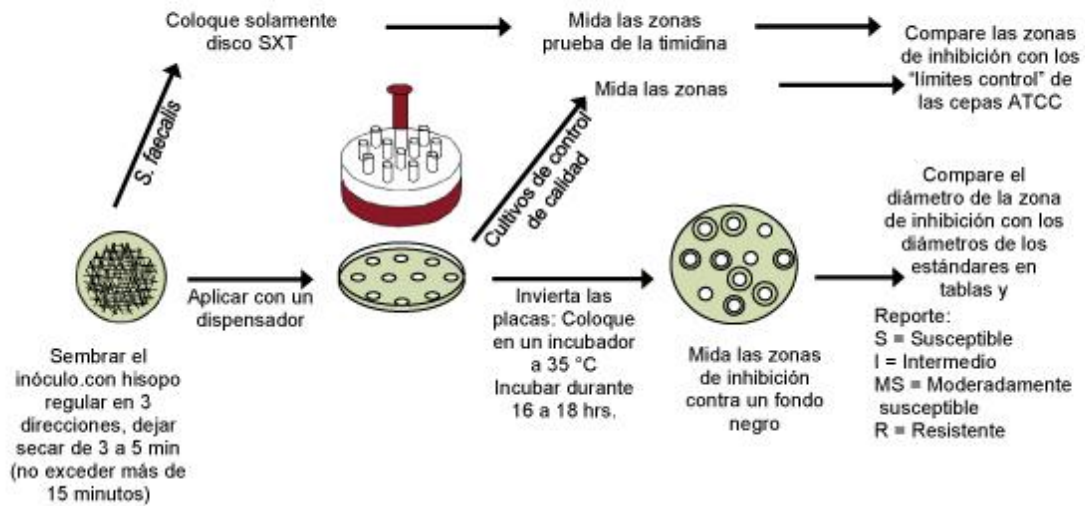 Coloque solamente
disco SXT
Mida las zonas
prueba de la timidina
Compare las zonas
de inhibición con los
"límites control" de
las cepas ATCC
Mida las zonas
S. faecalis
Cultivos de control
de calidad
Sembrar el
inóculo.con hisopo
regular en 3
direcciones, dejar
secar de 3 a 5 min
(no exceder más de
15 minutos)
Aplicar con un
dispensador
Invierta las
placas: Coloque
en un incubador
a 35 °C
Incubar durante
16 a 18 hrs.
Mida las zonas
de inhibición
contra un fondo
negro
Compare el
diámetro de la zona
de inhibición con los
diámetros de los
estándares en
tablas y
Reporte:
S = Susceptible
I = Intermedio
MS = Moderadamente
susceptible
R = Resistente